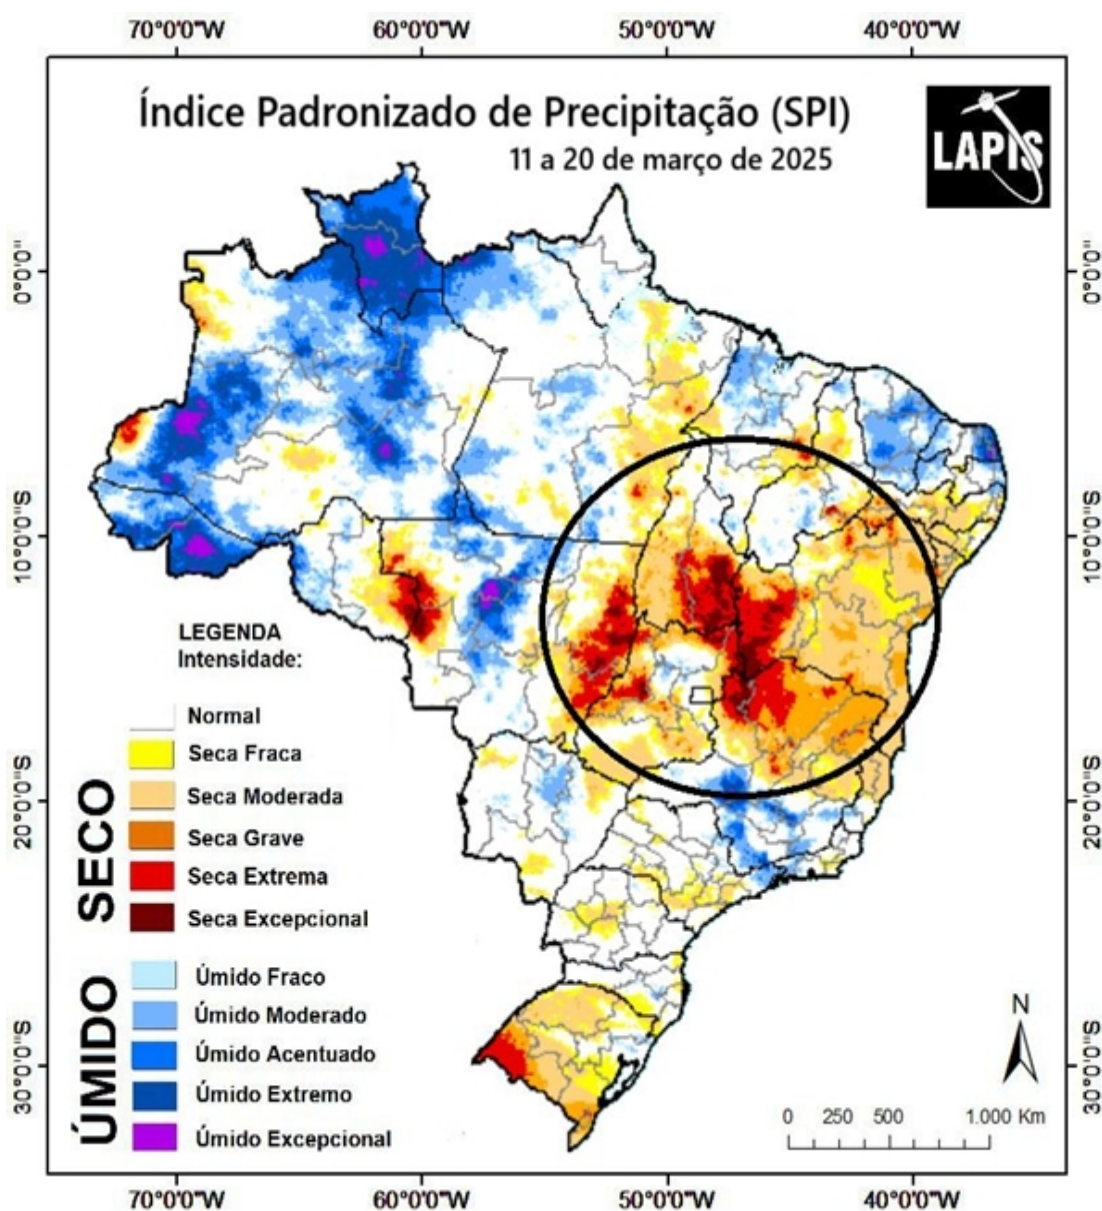 70°0'0"W 60°0'0"W 50°0'0"W 40°0'0"W
Índice Padronizado de Precipitação (SPI)
11 a 20 de março de 2025
LAPIS
0°0'0"
0°0'0"
10°0'0"S
10°0'0"S
20°0'0"S
20°0'0"S
30°0'0"S
30°0'0"S
LEGENDA
Intensidade:
Normal
SECO
Seca Fraca
Seca Moderada
Seca Grave
Seca Extrema
Seca Excepcional
ÚMIDO
Úmido Fraco
Úmido Moderado
Úmido Acentuado
Úmido Extremo
Úmido Excepcional
N
0 250 500 1.000 Km
70°0'0"W 60°0'0"W 50°0'0"W 40°0'0"W